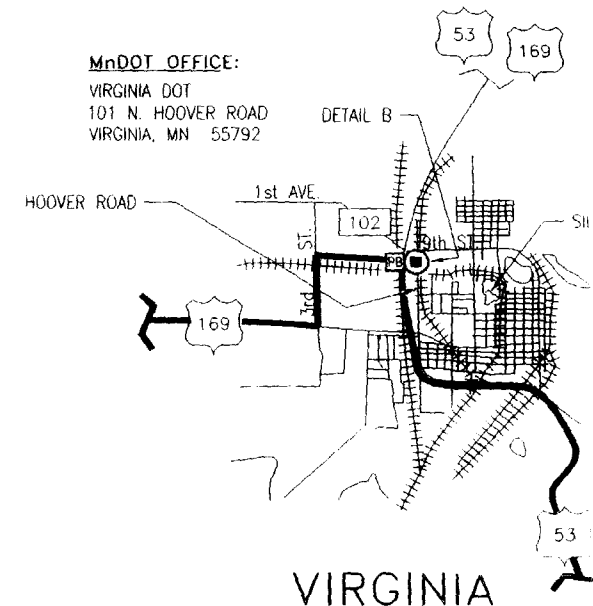 53
169
MnDOT OFFICE:
VIRGINIA DOT
101 N. HOOVER ROAD
VIRGINIA, MN 55792
DETAIL B
HOOVER ROAD
1st AVE.
102
9th ST.
3rd ST.
PB
169
53
VIRGINIA